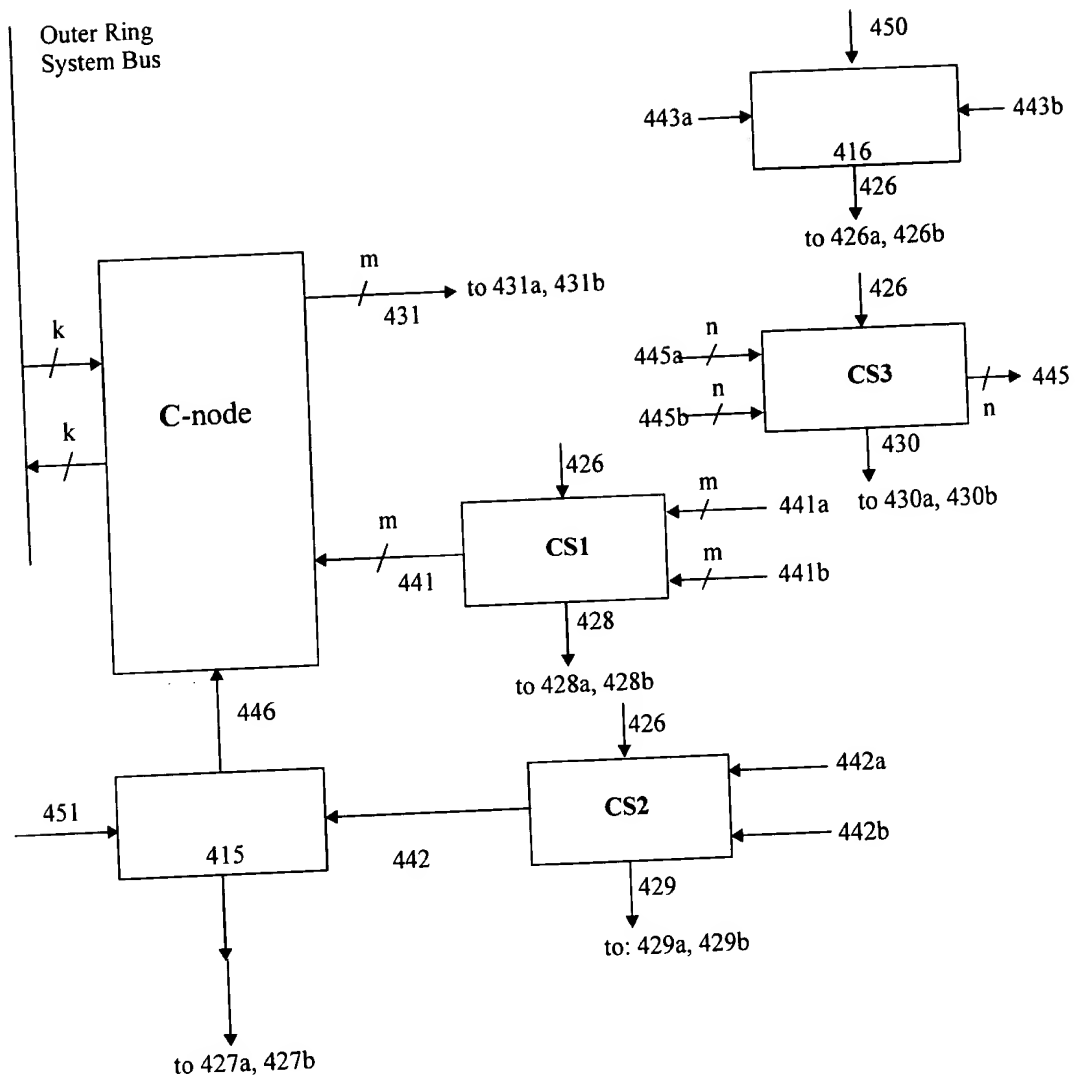 Outer Ring
System Bus
450
443a
443b
416
426
to 426a, 426b
m
to 431a, 431b
431
426
k
n
445a
CS3
445
n
445b
n
C-node
k
430
to 430a, 430b
426
m
441a
m
CS1
441
m
441b
428
to 428a, 428b
446
426
442a
451
CS2
442b
415
442
429
to: 429a, 429b
to 427a, 427b